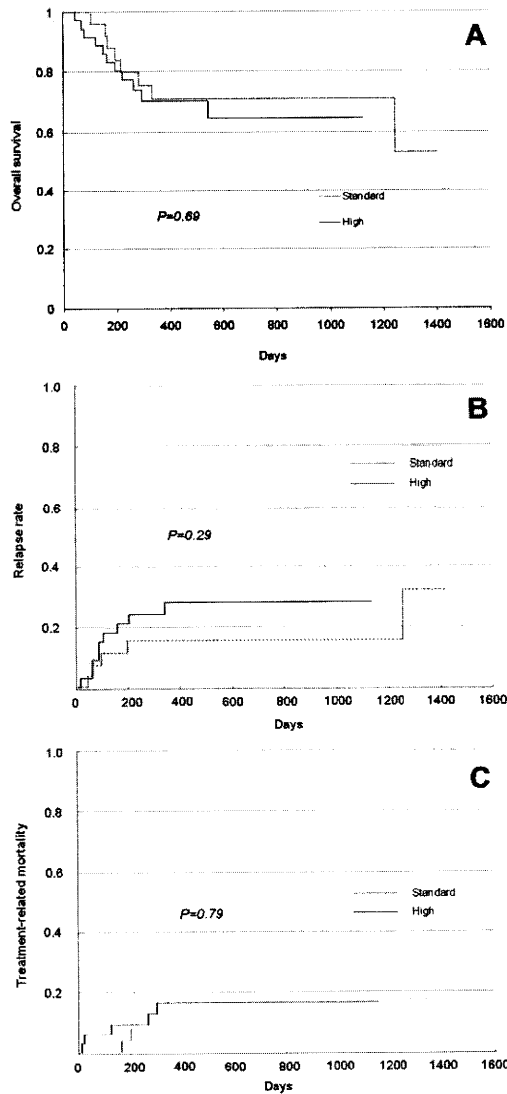 A
1
0.8
0.6
0.4
0.2
0
Overall survival
P=0.69
Standard
High
0 200 400 600 800 1000 1200 1400 1600
Days
B
1.0
0.8
0.6
0.4
0.2
Relapse rate
P=0.29
Standard
High
0 200 400 600 800 1000 1200 1400 1600
Days
C
1.0
0.8
0.6
0.4
0.2
Treatment-related mortality
P=0.79
Standard
High
0 200 400 600 800 1000 1200 1400 1600
Days